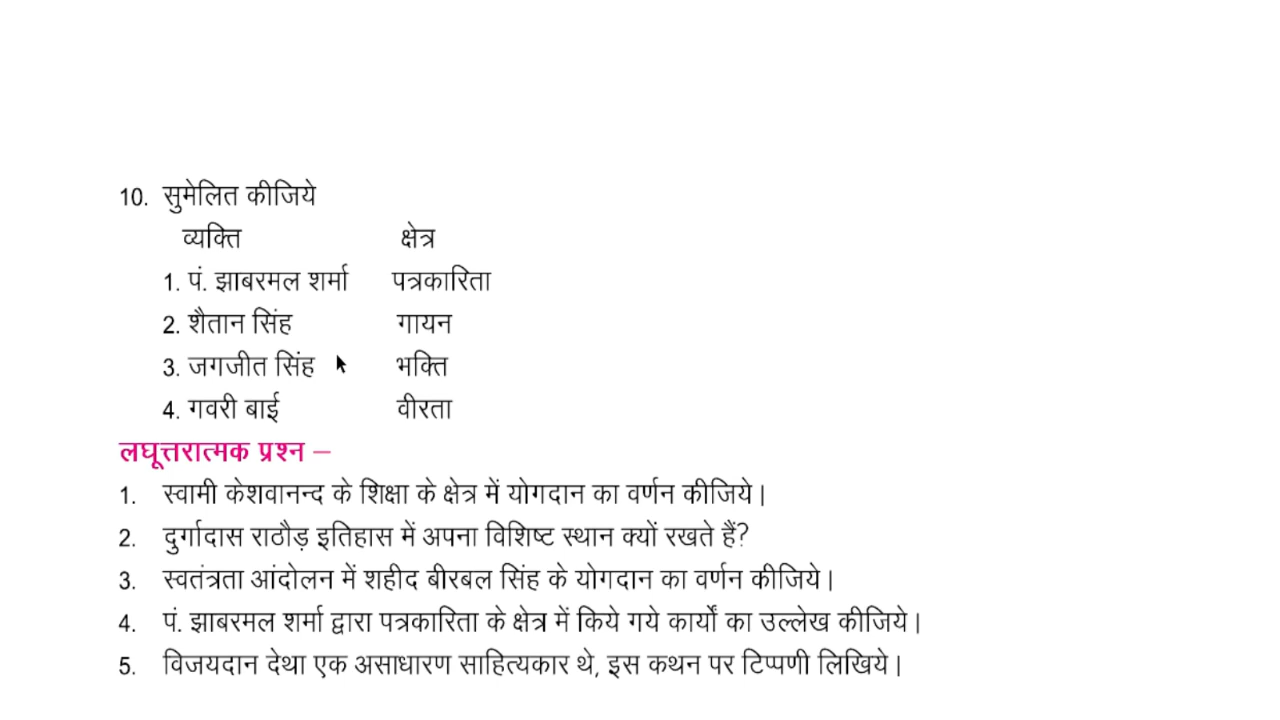 10. सुमेलित कीजिये
व्यक्ति क्षेत्र
1. पं. झाबरमल शर्मा पत्रकारिता
2. शैतान सिंह गायन
3. जगजीत सिंह भक्ति
4. गवरी बाई वीरता
लघूत्तरात्मक प्रश्न –
1. स्वामी केशवानन्द के शिक्षा के क्षेत्र में योगदान का वर्णन कीजिये।
2. दुर्गादास राठौड़ इतिहास में अपना विशिष्ट स्थान क्यों रखते हैं?
3. स्वतंत्रता आंदोलन में शहीद बीरबल सिंह के योगदान का वर्णन कीजिये।
4. पं. झाबरमल शर्मा द्वारा पत्रकारिता के क्षेत्र में किये गये कार्यों का उल्लेख कीजिये।
5. विजयदान देथा एक असाधारण साहित्यकार थे, इस कथन पर टिप्पणी लिखिये।